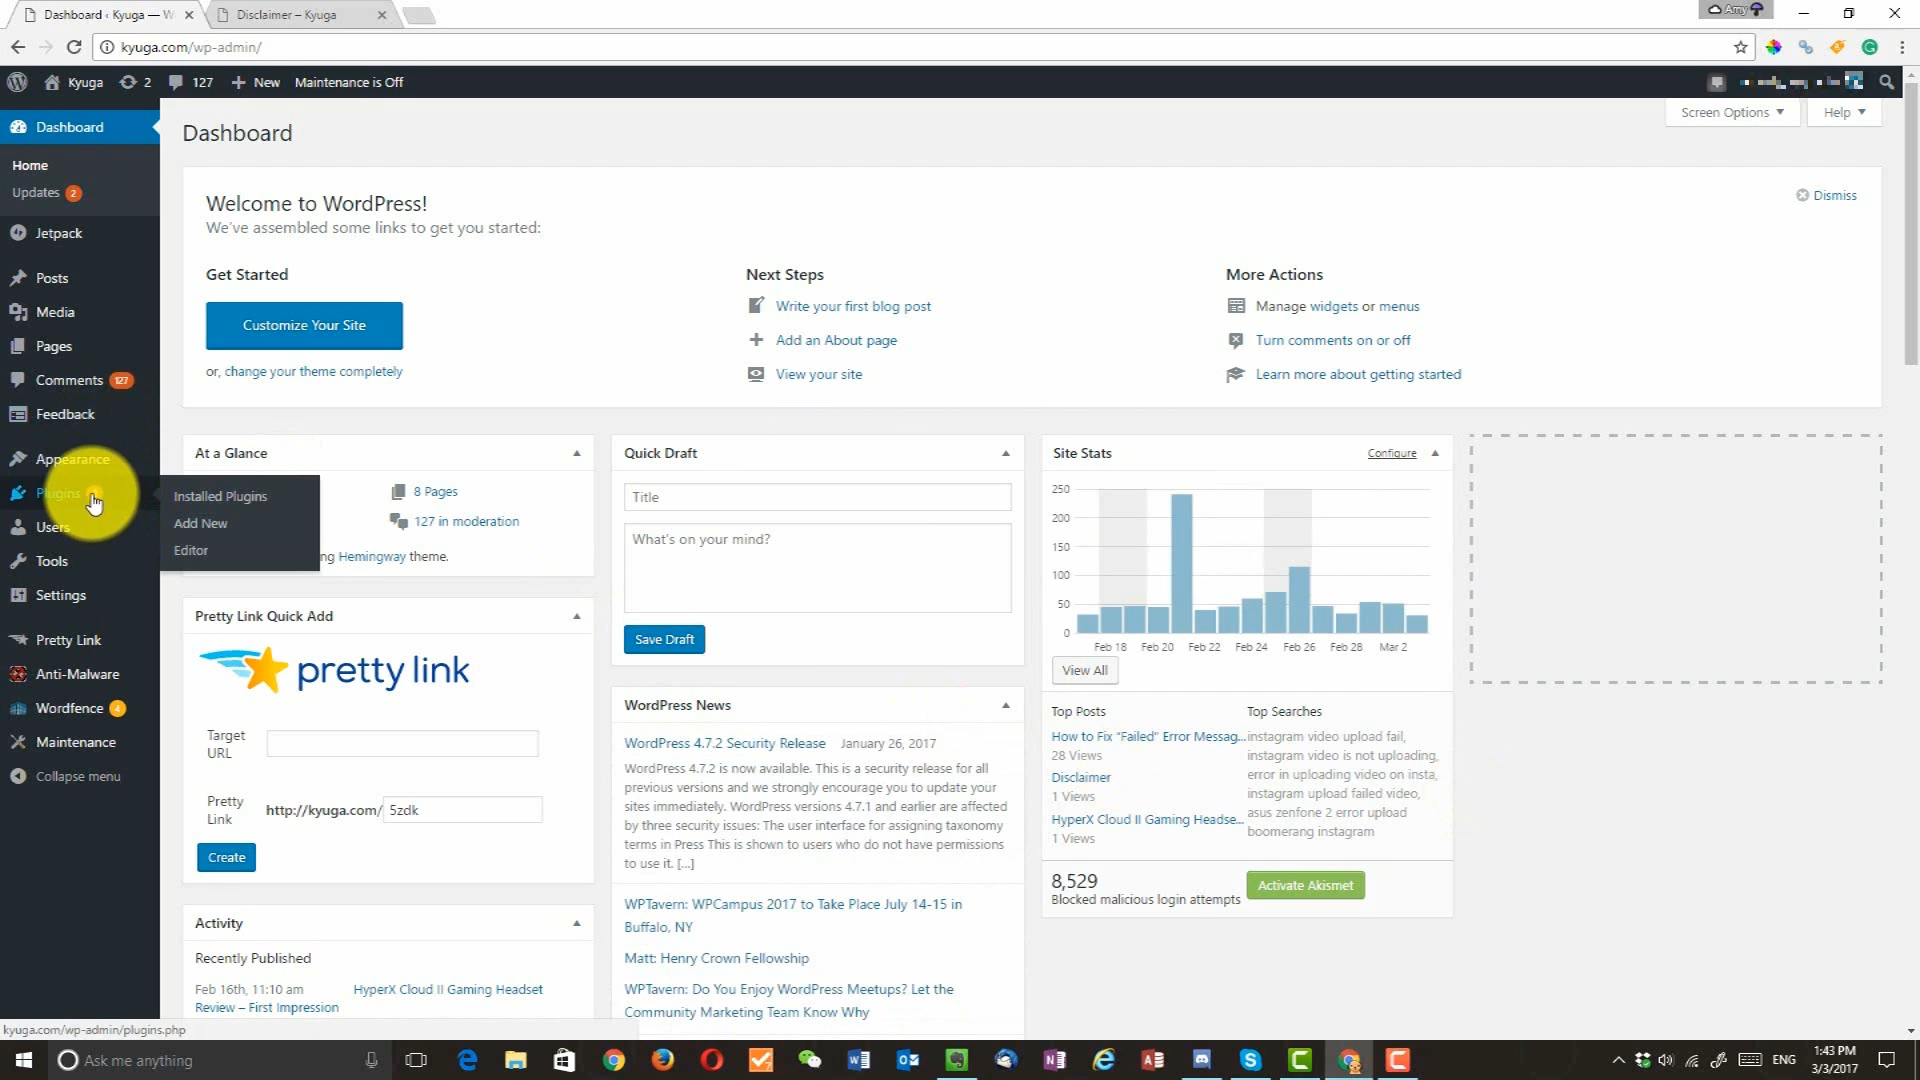 Dashboard ‹ Kyuga — W
Disclaimer – Kyuga
Amy
kyuga.com/wp-admin/
Kyuga
2
127
New
Maintenance is Off
Dashboard
Home
Updates 2
Jetpack
Posts
Media
Pages
Comments 127
Feedback
Appearance
Plugins
Users
Tools
Settings
Pretty Link
Anti-Malware
Wordfence 4
Maintenance
Collapse menu
Installed Plugins
Add New
Editor
Dashboard
Screen Options
Help
Welcome to WordPress!
We've assembled some links to get you started:
Dismiss
Get Started
Customize Your Site
or, change your theme completely
Next Steps
Write your first blog post
Add an About page
View your site
More Actions
Manage widgets or menus
Turn comments on or off
Learn more about getting started
At a Glance
8 Pages
127 in moderation
ng Hemingway theme.
Pretty Link Quick Add
pretty link
Target URL
Pretty Link
http://kyuga.com/ 5zdk
Create
Activity
Recently Published
Feb 16th, 11:10 am
HyperX Cloud II Gaming Headset
Review – First Impression
Quick Draft
Title
What's on your mind?
Save Draft
WordPress News
WordPress 4.7.2 Security Release January 26, 2017
WordPress 4.7.2 is now available. This is a security release for all
previous versions and we strongly encourage you to update your
sites immediately. WordPress versions 4.7.1 and earlier are affected
by three security issues: The user interface for assigning taxonomy
terms in Press This is shown to users who do not have permissions
to use it. [...]
WPTavern: WPCampus 2017 to Take Place July 14-15 in
Buffalo, NY
Matt: Henry Crown Fellowship
WPTavern: Do You Enjoy WordPress Meetups? Let the
Community Marketing Team Know Why
Site Stats
Configure
250
200
150
100
50
0
Feb 18 Feb 20 Feb 22 Feb 24 Feb 26 Feb 28 Mar 2
View All
Top Posts
How to Fix "Failed" Error Messag...
28 Views
Disclaimer
1 Views
HyperX Cloud II Gaming Headse...
1 Views
Top Searches
instagram video upload fail,
instagram video is not uploading,
error in uploading video on insta,
instagram upload failed video,
asus zenfone 2 error upload
boomerang instagram
8,529
Blocked malicious login attempts
Activate Akismet
kyuga.com/wp-admin/plugins.php
Ask me anything
ENG
1:43 PM
3/3/2017